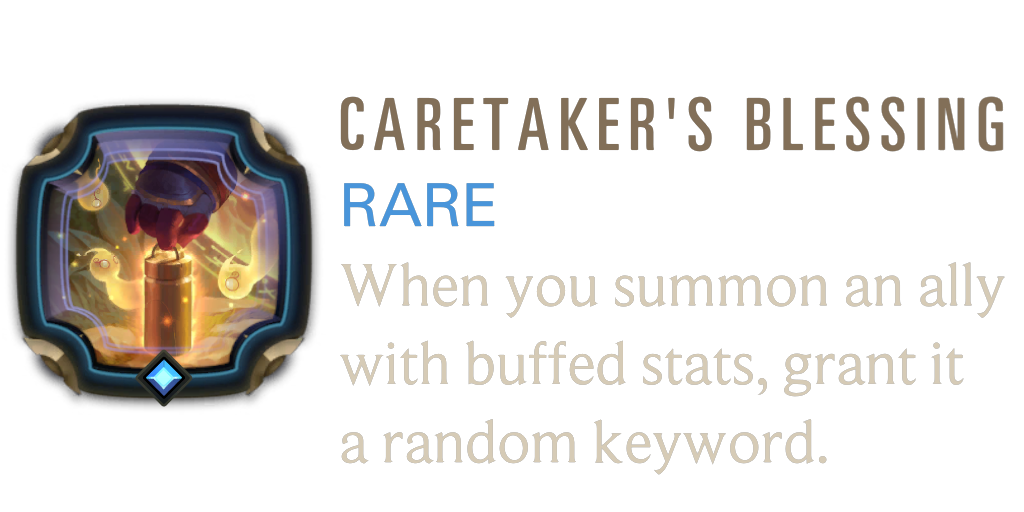 CARETAKER'S BLESSING
RARE
When you summon an ally
with buffed stats, grant it
a random keyword.